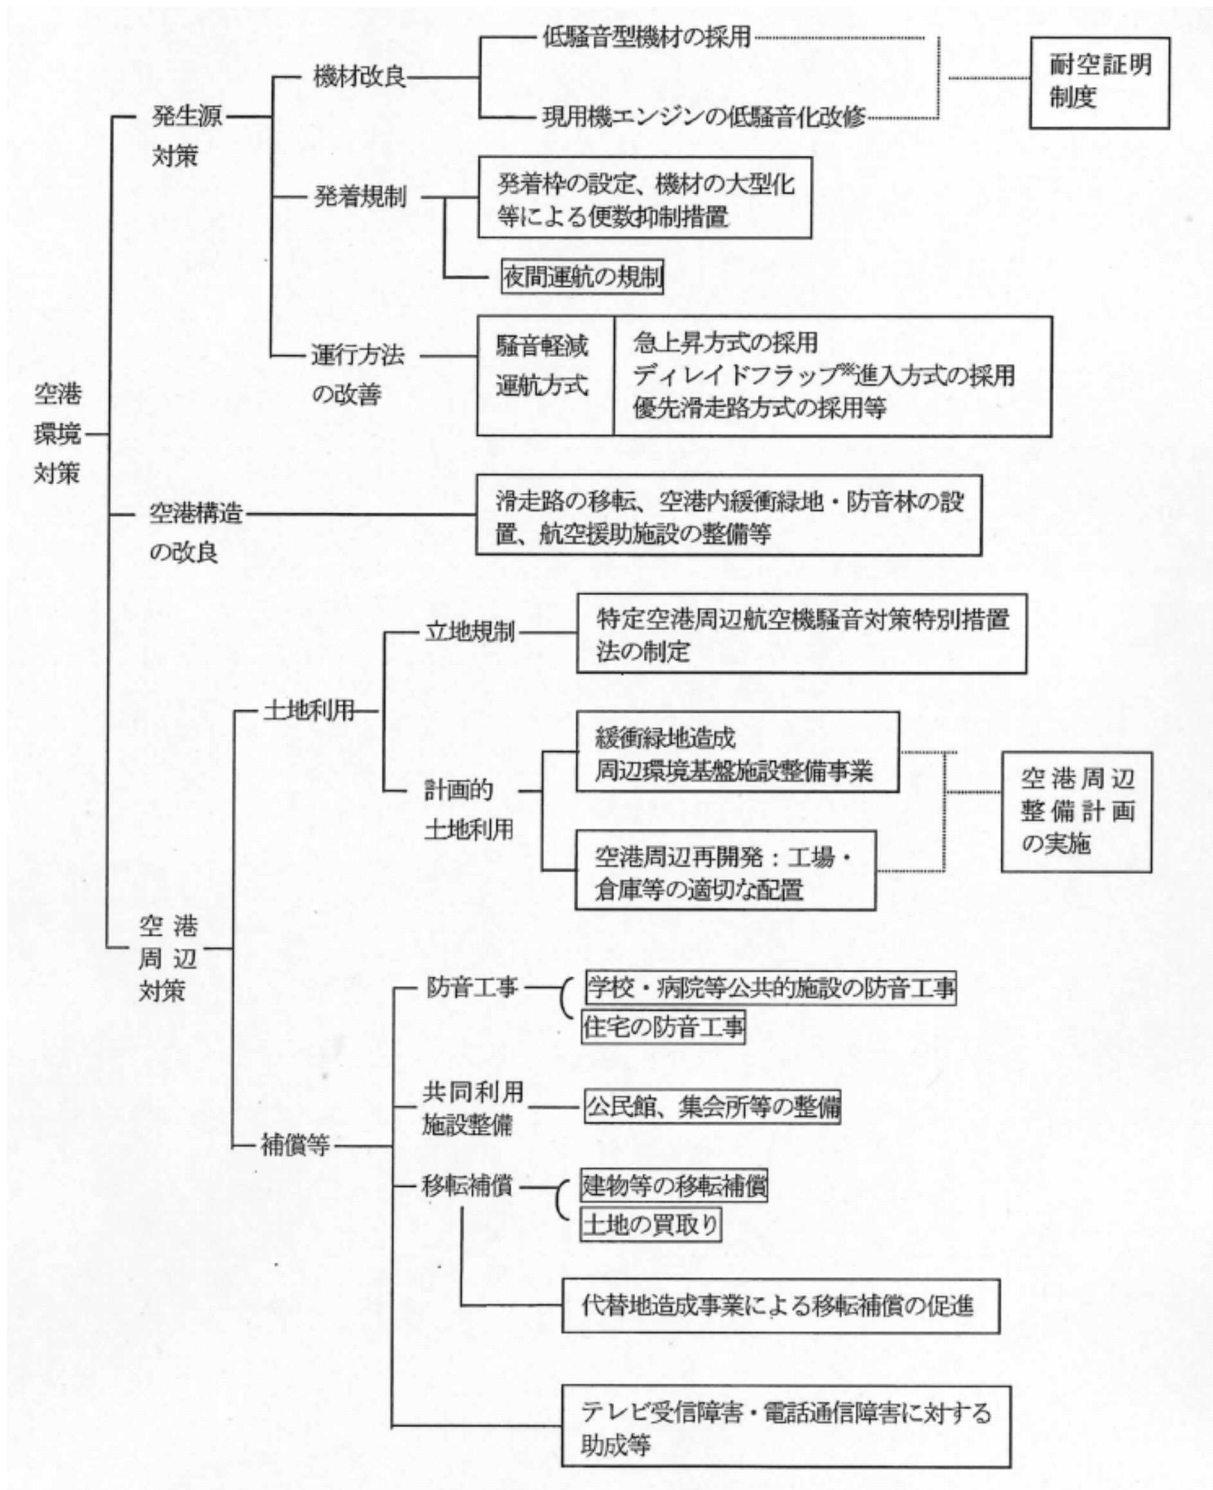 低騒音型機材の採用
機材改良
耐空証明
制度
発生源
対策
現用機エンジンの低騒音化改修
発着規制
発着枠の設定、機材の大型化
等による便数抑制措置
夜間運航の規制
運行方法
の改善
騒音軽減
運航方式
急上昇方式の採用
ディレイドフラップ※進入方式の採用
優先滑走路方式の採用等
空港
環境
対策
空港構造
の改良
滑走路の移転、空港内緩衝緑地・防音林の設
置、航空援助施設の整備等
立地規制
特定空港周辺航空機騒音対策特別措置
法の制定
土地利用
計画的
土地利用
緩衝緑地造成
周辺環境基盤施設整備事業
空港周辺
整備計画
の実施
空港周辺再開発：工場・
倉庫等の適切な配置
空港
周辺
対策
防音工事
学校・病院等公共的施設の防音工事
住宅の防音工事
共同利用
施設整備
公民館、集会所等の整備
補償等
移転補償
建物等の移転補償
土地の買取り
代替地造成事業による移転補償の促進
テレビ受信障害・電話通信障害に対する
助成等